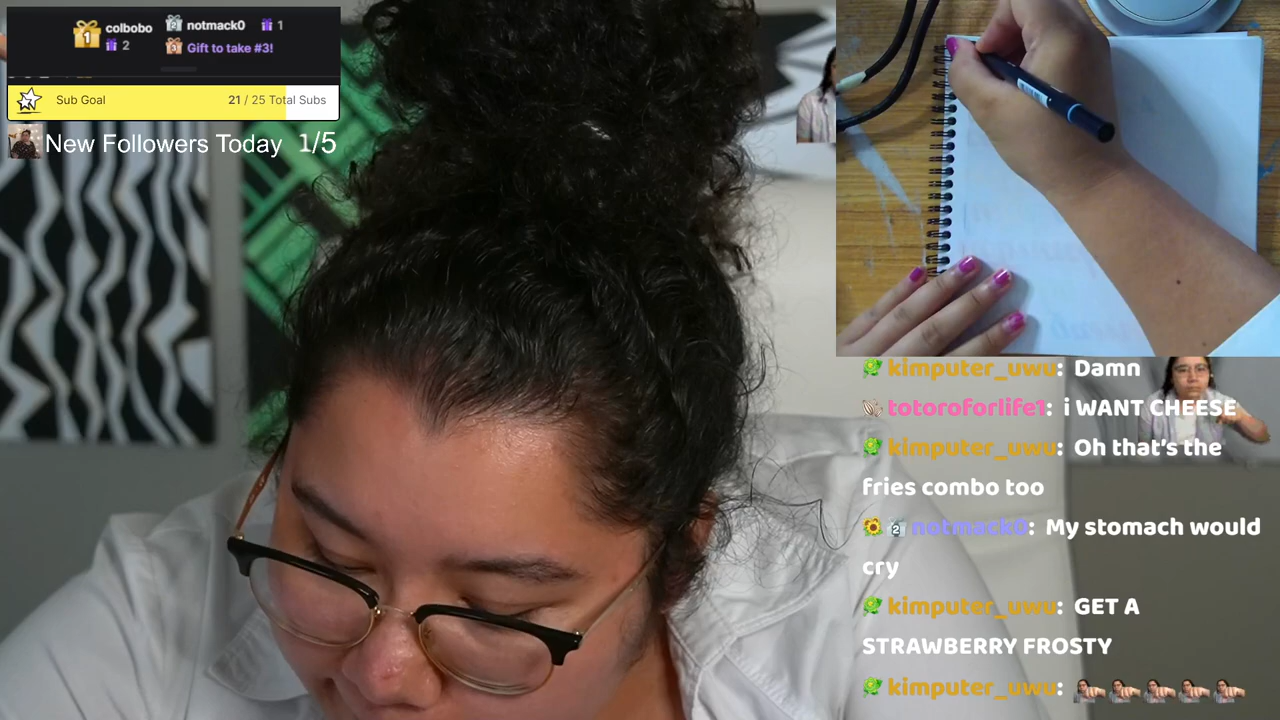 colbobo
2
notmack0 1
Gift to take #3!
Sub Goal 21 / 25 Total Subs
New Followers Today 1/5
kimputer_uwu: Damn
totoroforlife1: i WANT CHEESE
kimputer_uwu: Oh that's the
fries combo too
notmack0: My stomach would
cry
kimputer_uwu: GET A
STRAWBERRY FROSTY
kimputer_uwu: